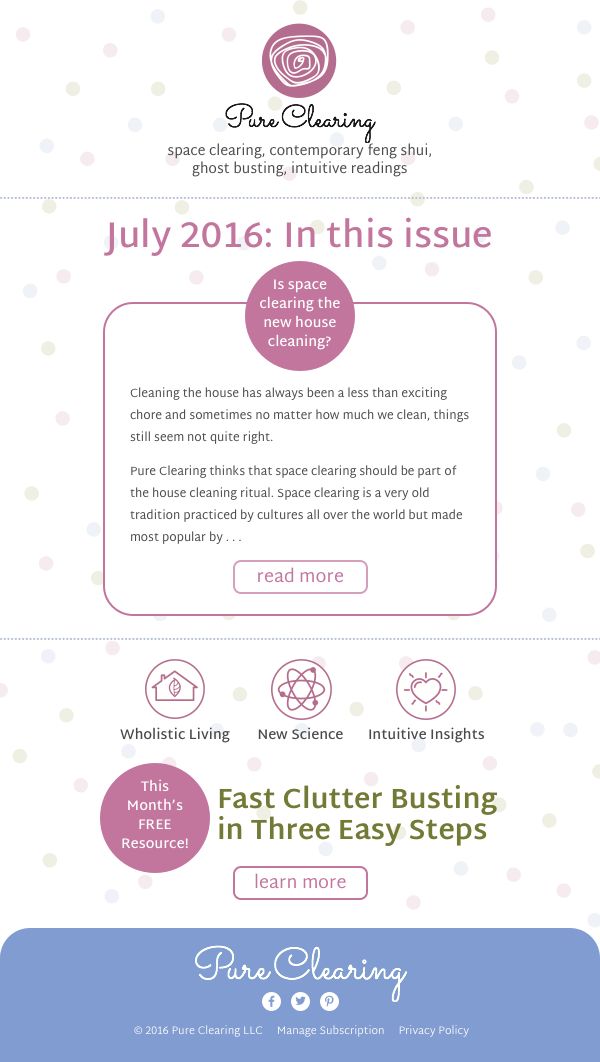 Pure Clearing
space clearing, contemporary feng shui,
ghost busting, intuitive readings
July 2016: In this issue
Is space
clearing the
new house
cleaning?
Cleaning the house has always been a less than exciting
chore and sometimes no matter how much we clean, things
still seem not quite right.
Pure Clearing thinks that space clearing should be part of
the house cleaning ritual. Space clearing is a very old
tradition practiced by cultures all over the world but made
most popular by . . .
read more
Wholistic Living
New Science
Intuitive Insights
This
Month's
FREE
Resource!
Fast Clutter Busting
in Three Easy Steps
learn more
Pure Clearing
© 2016 Pure Clearing LLC Manage Subscription Privacy Policy